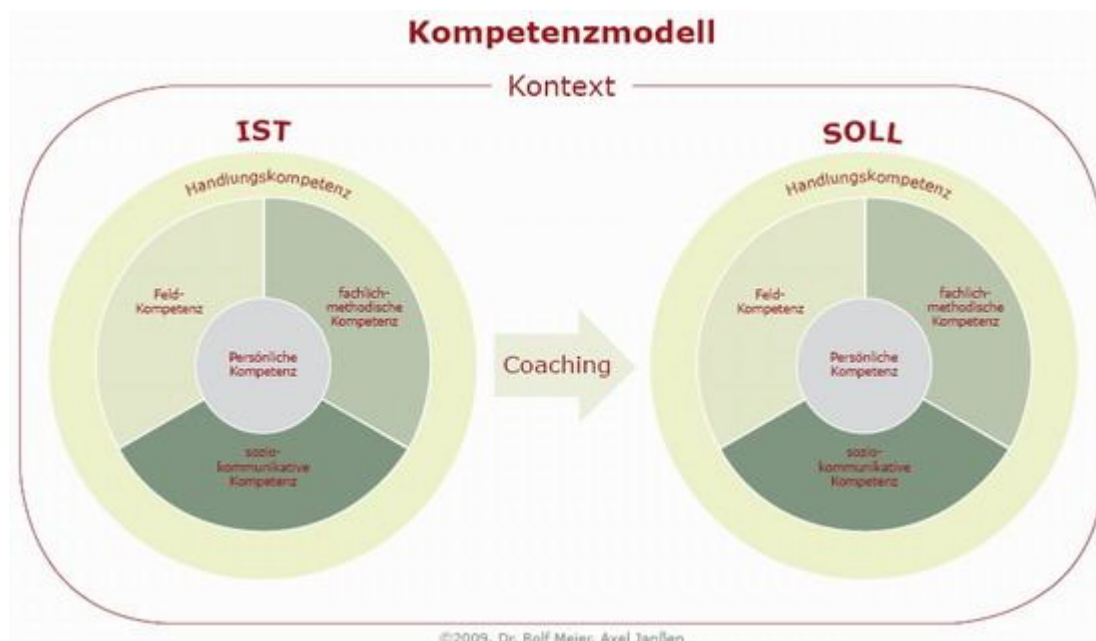 Kompetenzmodell
Kontext
IST
Handlungskompetenz
Feld-
Kompetenz
fachlich-
methodische
Kompetenz
Persönliche
Kompetenz
sozio-
kommunikative
Kompetenz
Coaching
SOLL
Handlungskompetenz
Feld-
Kompetenz
fachlich-
methodische
Kompetenz
Persönliche
Kompetenz
sozio-
kommunikative
Kompetenz
©2009, Dr. Rolf Meier, Axel Janßen